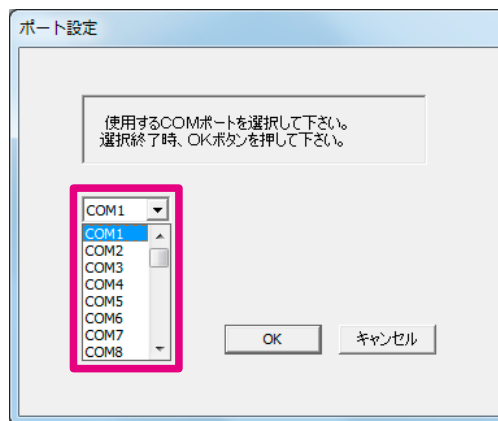 ポート設定
使用するCOMポートを選択して下さい。
選択終了時、OKボタンを押して下さい。
COM1
COM1
COM2
COM3
COM4
COM5
COM6
COM7
COM8
OK
キャンセル